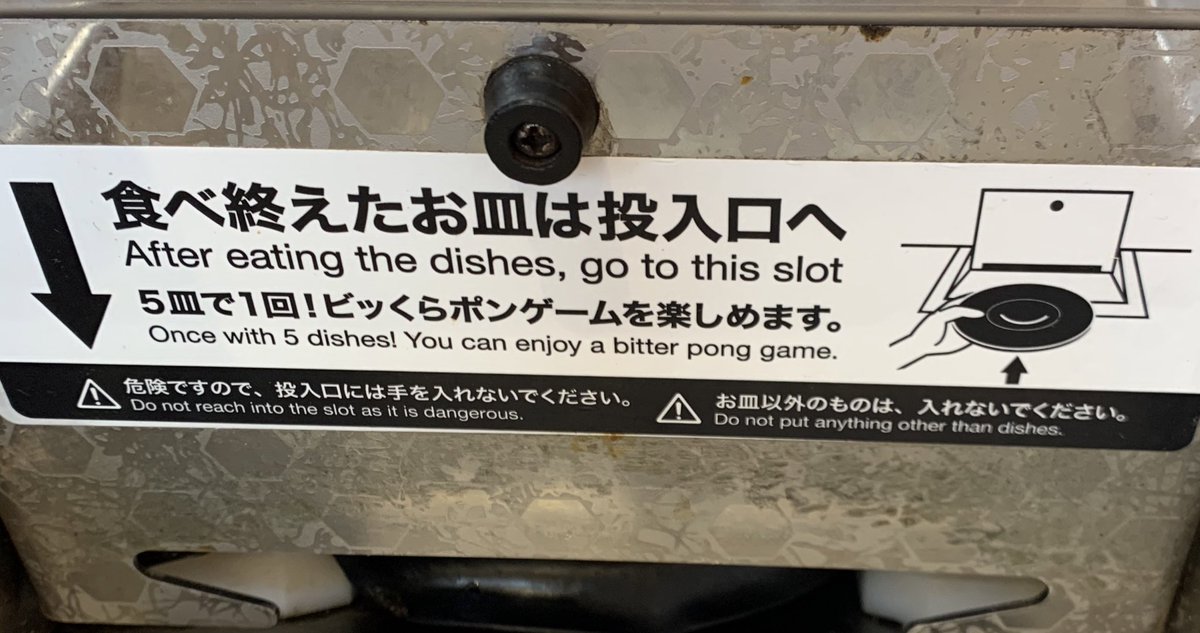 食べ終えたお皿は投入口へ
After eating the dishes, go to this slot
5皿で1回!ビッくらポンゲームを楽しめます。
Once with 5 dishes! You can enjoy a bitter pong game.
危険ですので、投入口には手を入れないでください。
Do not reach into the slot as it is dangerous.
お皿以外のものは、入れないでください。
Do not put anything other than dishes.